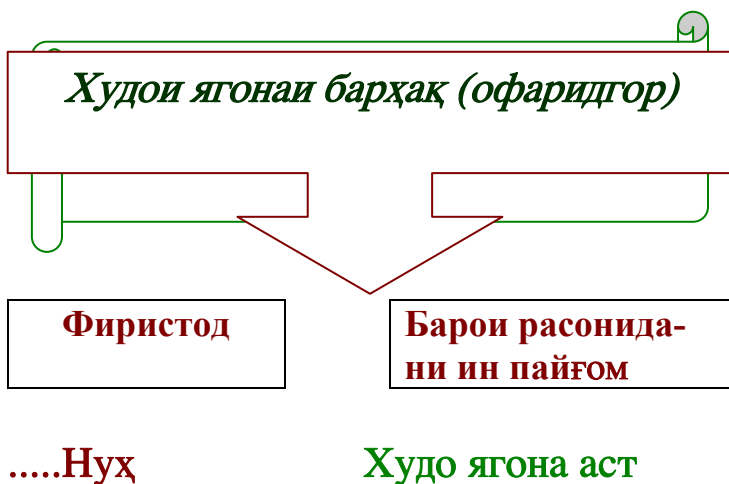 Худои ягонаи барҳақ (офаридгор)
Фиристод
Барои расонида-
ни ин пайғом
.....Нуҳ
Худо ягона аст